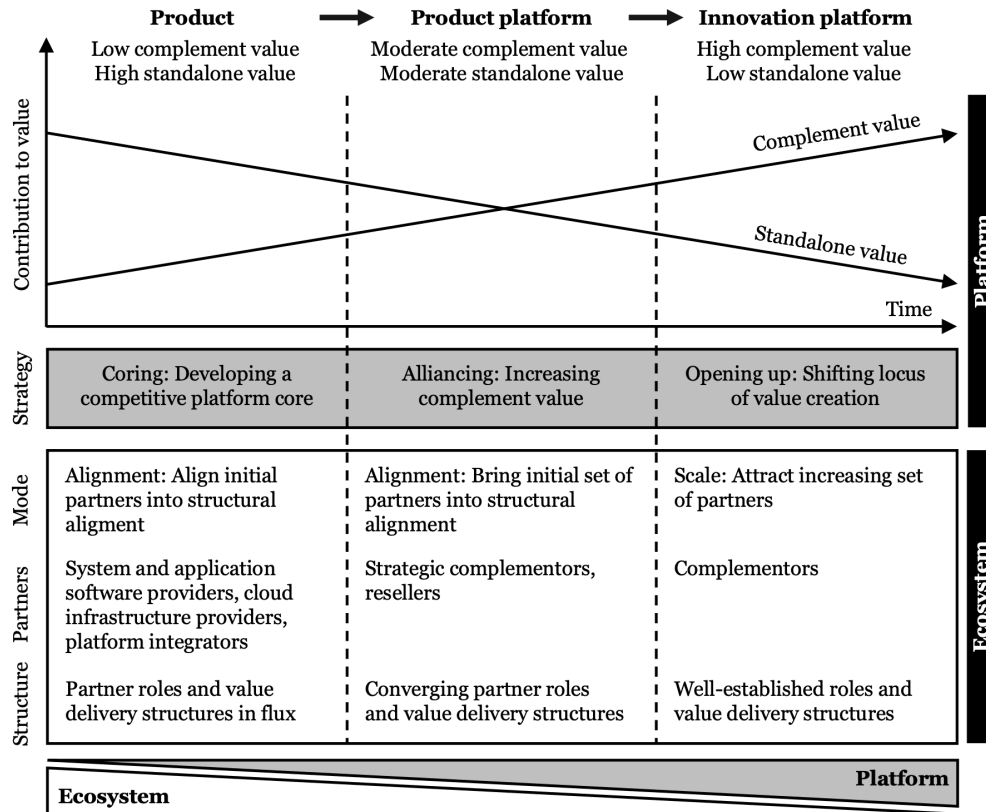 Product
Product platform
Innovation platform
Low complement value
High standalone value
Moderate complement value
Moderate standalone value
High complement value
Low standalone value
Contribution to value
Complement value
Standalone value
Time
Platform
Strategy
Coring: Developing a
competitive platform core
Alliancing: Increasing
complement value
Opening up: Shifting locus
of value creation
Mode
Alignment: Align initial
partners into structural
aligment
Alignment: Bring initial set of
partners into structural
alignment
Scale: Attract increasing set
of partners
Ecosystem
Partners
System and application
software providers, cloud
infrastructure providers,
platform integrators
Strategic complementors,
resellers
Complementors
Structure
Partner roles and value
delivery structures in flux
Converging partner roles
and value delivery structures
Well-established roles and
value delivery structures
Platform
Ecosystem